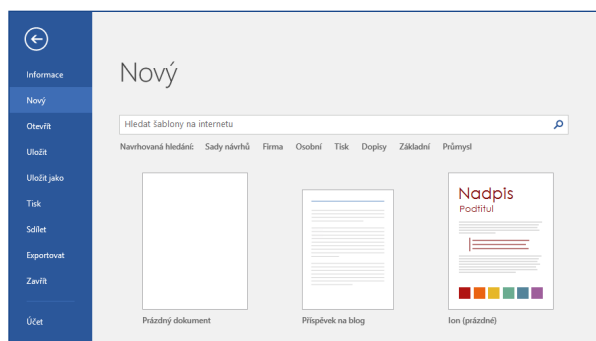 Informace
Nový
Otevřít
Uložit
Uložit jako
Tisk
Sdílet
Exportovat
Zavřít
Účet
Nový
Hledat šablony na internetu
Navrhovaná hledání: Sady návrhů Firma Osobní Tisk Dopisy Základní Průmysl
Nadpis
Podtitul
Prázdný dokument Příspěvek na blog Ion (prázdné)